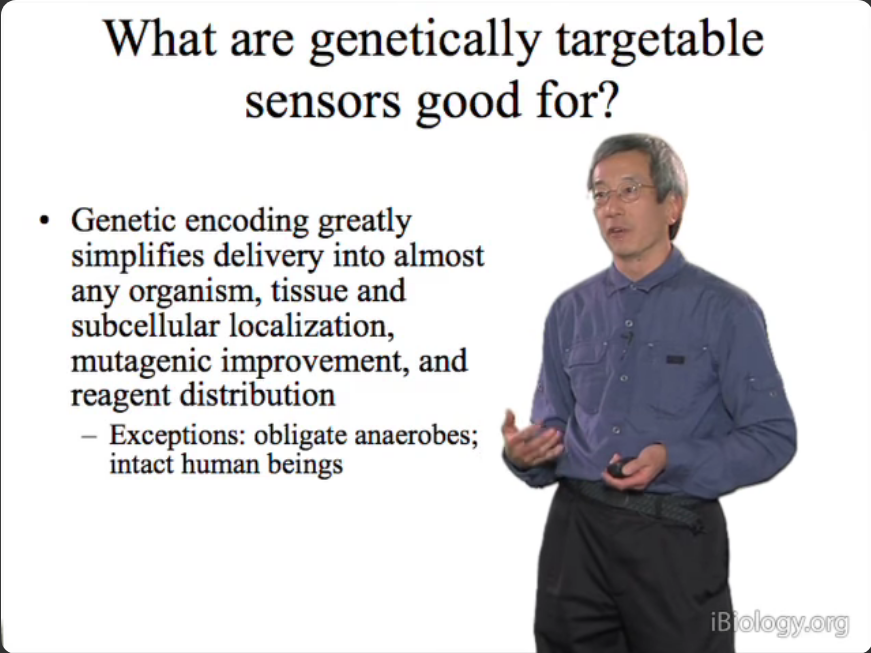 What are genetically targetable
sensors good for?
• Genetic encoding greatly
simplifies delivery into almost
any organism, tissue and
subcellular localization,
mutagenic improvement, and
reagent distribution
– Exceptions: obligate anaerobes;
intact human beings
iBiology.org